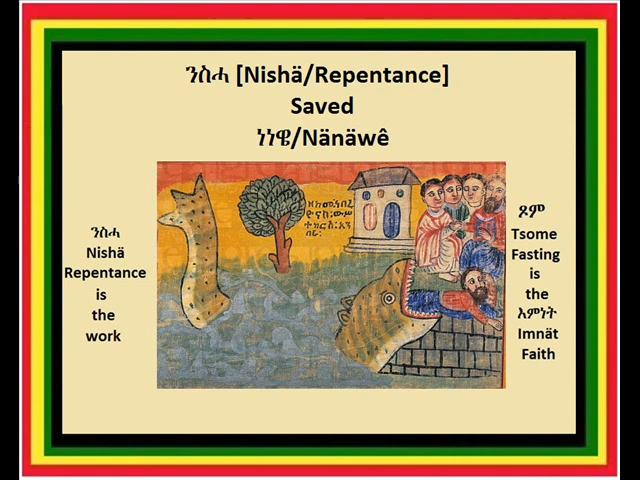 ንስሓ [Nishä/Repentance]
Saved
ነነዌ/Nänäwê
ንስሓ
Nishä
Repentance
is
the
work
ጾም
Tsome
Fasting
is
the
እምነት
Imnät
Faith